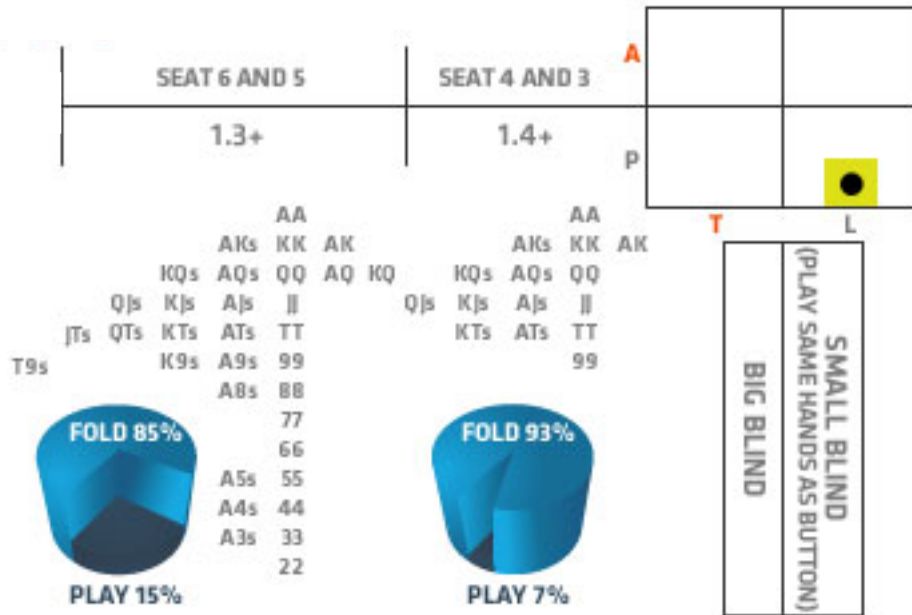 SEAT 6 AND 5
SEAT 4 AND 3
A
1.3+
1.4+
P
T
L
AA
AKs KK AK
KQs AQs QQ AQ KQ
QJs KJs AJs JJ
JTs QTs KTs ATs TT
T9s K9s A9s 99
A8s 88
77
66
A5s 55
A4s 44
A3s 33
22
FOLD 85%
PLAY 15%
AA
AKs KK AK
KQs AQs QQ
QJs KJs AJs JJ
KTs ATs TT
99
FOLD 93%
PLAY 7%
BIG BLIND
SMALL BLIND
(PLAY SAME HANDS AS BUTTON)